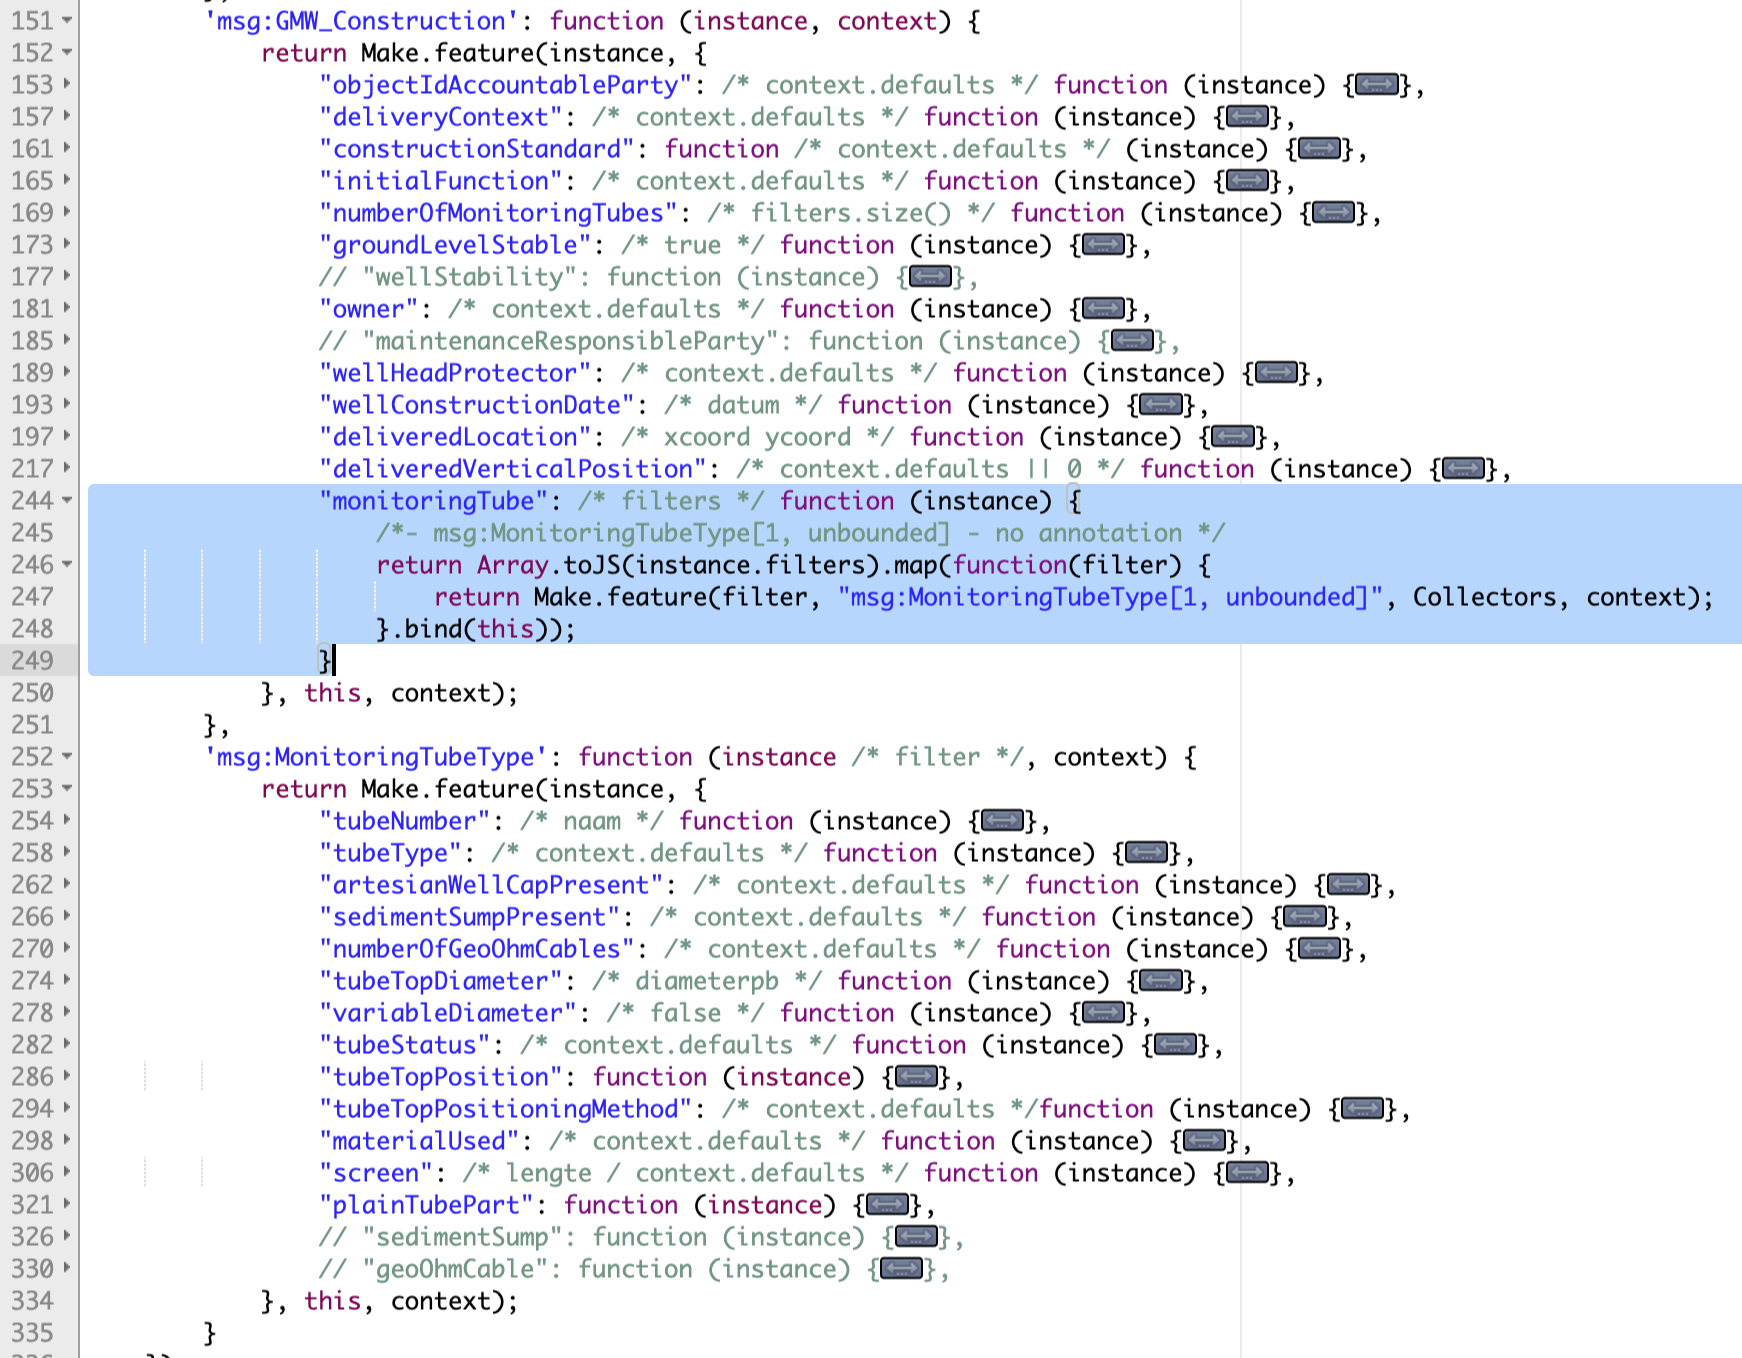 151 'msg:GMW_Construction': function (instance, context) {
152 return Make.feature(instance, {
153 "objectIdAccountableParty": /* context.defaults */ function (instance) {...},
157 "deliveryContext": /* context.defaults */ function (instance) {...},
161 "constructionStandard": function /* context.defaults */ (instance) {...},
165 "initialFunction": /* context.defaults */ function (instance) {...},
169 "numberOfMonitoringTubes": /* filters.size() */ function (instance) {...},
173 "groundLevelStable": /* true */ function (instance) {...},
177 // "wellStability": function (instance) {...},
181 "owner": /* context.defaults */ function (instance) {...},
185 // "maintenanceResponsibleParty": function (instance) {...},
189 "wellHeadProtector": /* context.defaults */ function (instance) {...},
193 "wellConstructionDate": /* datum */ function (instance) {...},
197 "deliveredLocation": /* xcoord ycoord */ function (instance) {...},
217 "deliveredVerticalPosition": /* context.defaults || 0 */ function (instance) {...},
244 "monitoringTube": /* filters */ function (instance) {
245 /*- msg:MonitoringTubeType[1, unbounded] - no annotation */
246 return Array.toJS(instance.filters).map(function(filter) {
247 return Make.feature(filter, "msg:MonitoringTubeType[1, unbounded]", Collectors, context);
248 }.bind(this));
249 }
250 }, this, context);
251 },
252 'msg:MonitoringTubeType': function (instance /* filter */, context) {
253 return Make.feature(instance, {
254 "tubeNumber": /* naam */ function (instance) {...},
258 "tubeType": /* context.defaults */ function (instance) {...},
262 "artesianWellCapPresent": /* context.defaults */ function (instance) {...},
266 "sedimentSumpPresent": /* context.defaults */ function (instance) {...},
270 "numberOfGeoOhmCables": /* context.defaults */ function (instance) {...},
274 "tubeTopDiameter": /* diameterpb */ function (instance) {...},
278 "variableDiameter": /* false */ function (instance) {...},
282 "tubeStatus": /* context.defaults */ function (instance) {...},
286 "tubeTopPosition": function (instance) {...},
294 "tubeTopPositioningMethod": /* context.defaults */function (instance) {...},
298 "materialUsed": /* context.defaults */ function (instance) {...},
306 "screen": /* lengte / context.defaults */ function (instance) {...},
321 "plainTubePart": function (instance) {...},
326 // "sedimentSump": function (instance) {...},
330 // "geoOhmCable": function (instance) {...},
334 }, this, context);
335 }